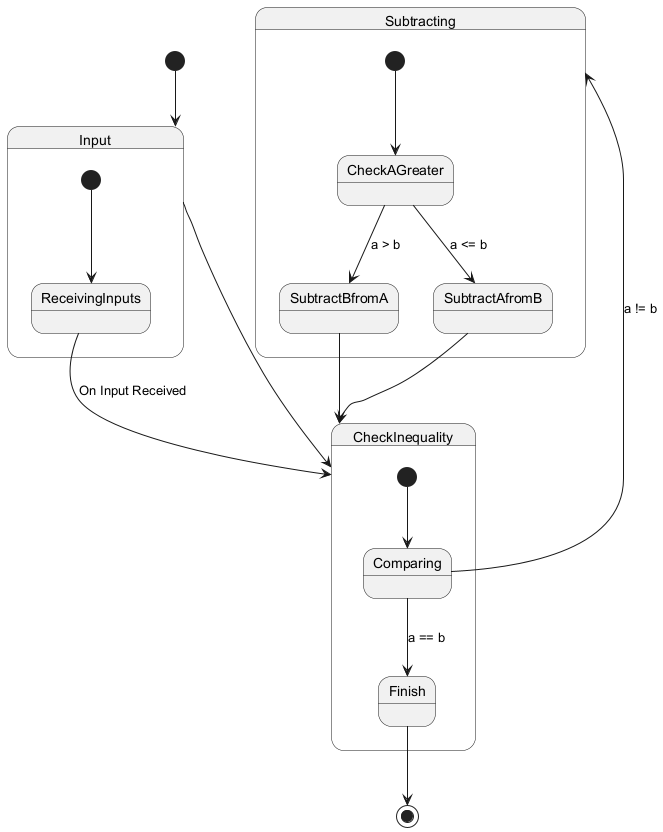 Subtracting
Input
CheckAGreater
a > b
a <= b
ReceivingInputs
SubtractBfromA
SubtractAfromB
a != b
On Input Received
CheckInequality
Comparing
a == b
Finish